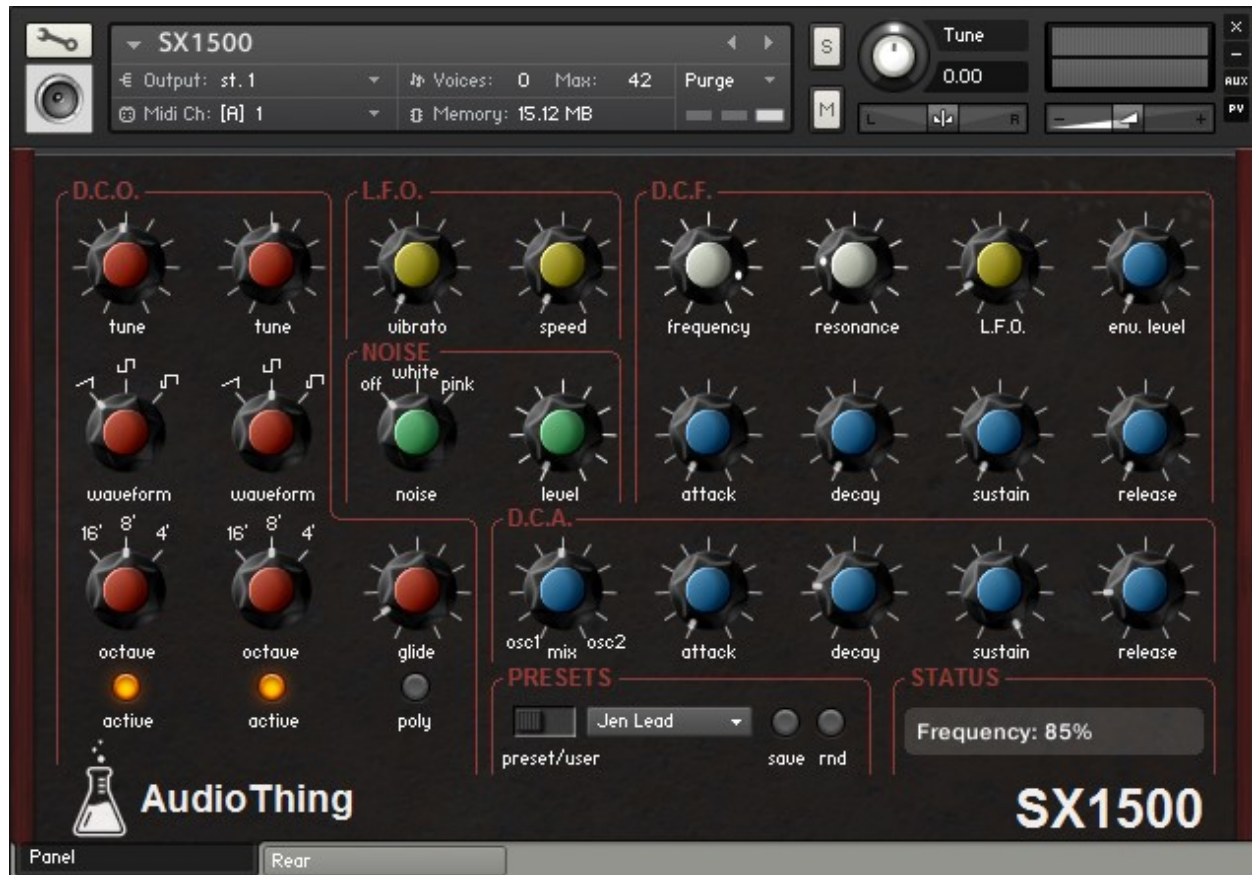 SX1500
S
Tune
X
Output: st. 1
Voices: 0 Max: 42
Purge
0.00
AUX
Midi Ch: [A] 1
Memory: 15.12 MB
M
L
R
PV
D.C.O.
L.F.O.
D.C.F.
tune
tune
vibrato
speed
frequency
resonance
L.F.O.
env. level
NOISE
off
white
pink
waveform
waveform
noise
level
attack
decay
sustain
release
D.C.A.
16' 8' 4'
16' 8' 4'
octave
octave
glide
osc1
mix
osc2
attack
decay
sustain
release
active
active
poly
PRESETS
STATUS
Jen Lead
Frequency: 85%
preset/user
save
rnd
AudioThing
SX1500
Panel
Rear